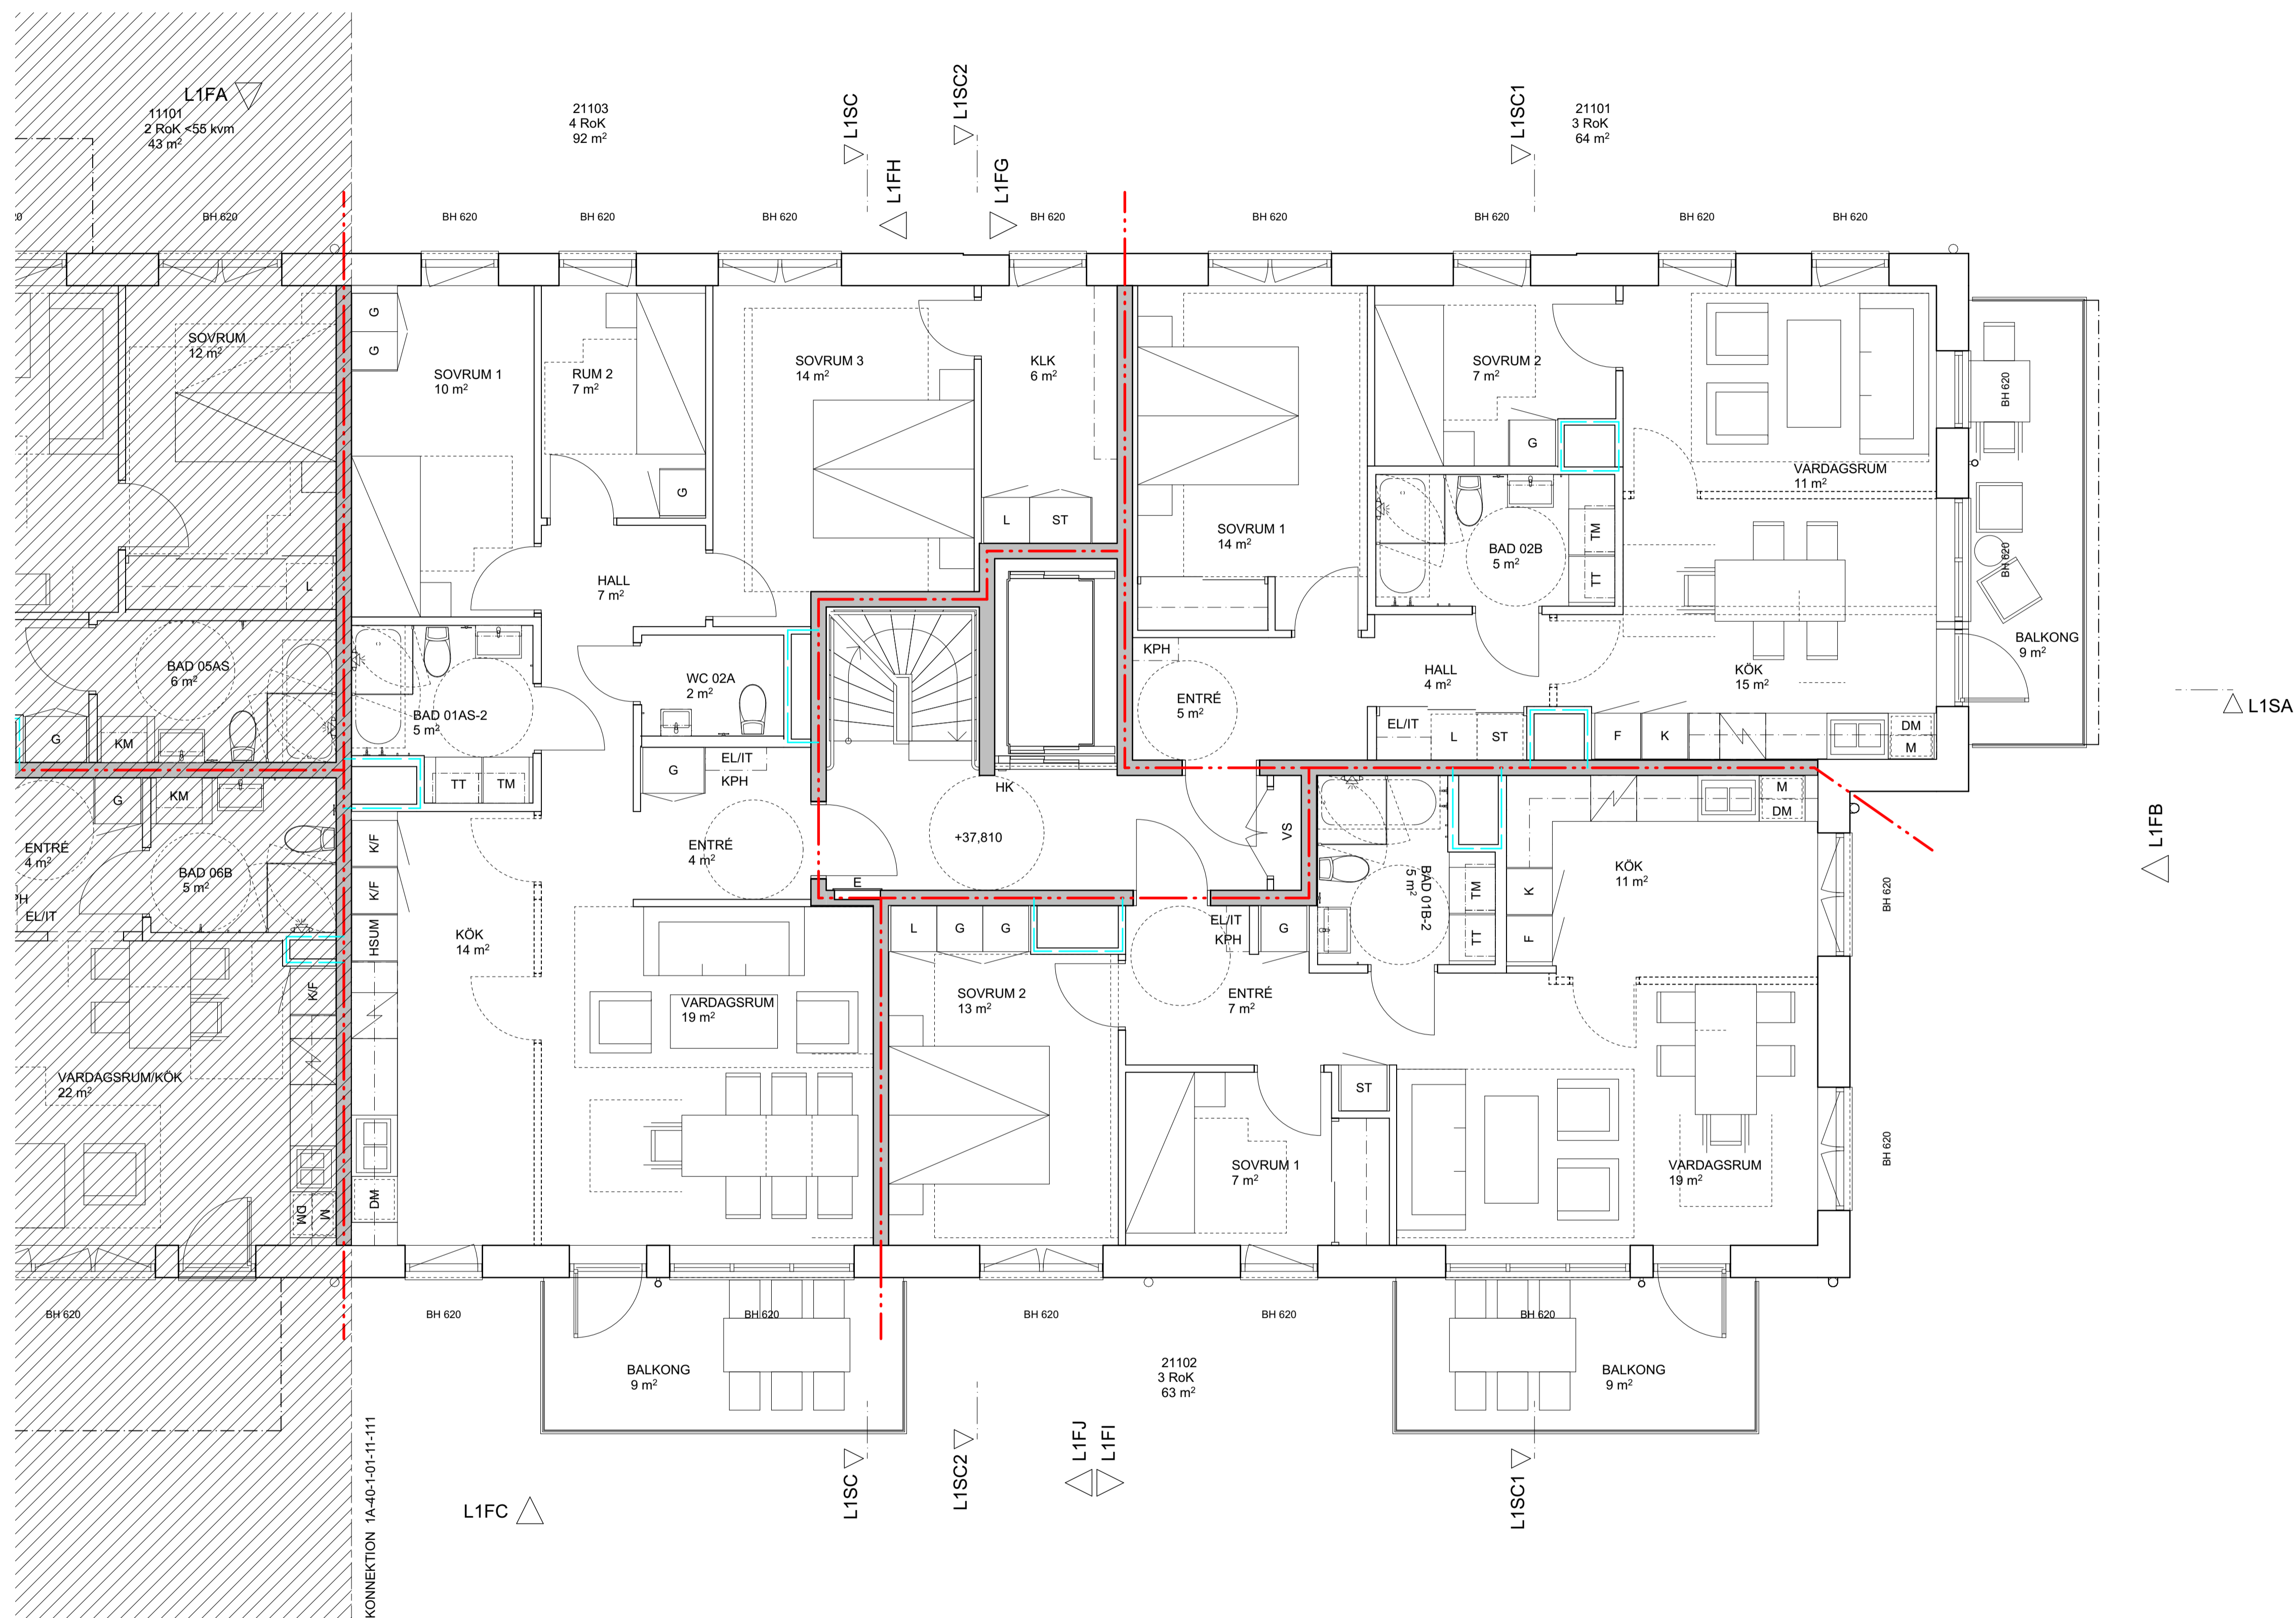 L1FA
11101
2 RoK <55 kvm
43 m²
21103
4 RoK
92 m²
L1SC
L1SC2
L1FH
L1FG
L1SC1
21101
3 RoK
64 m²
BH 620
BH 620
BH 620
BH 620
BH 620
BH 620
BH 620
BH 620
BH 620
SOVRUM
12 m²
G
G
SOVRUM 1
10 m²
RUM 2
7 m²
G
SOVRUM 3
14 m²
KLK
6 m²
L
ST
SOVRUM 1
14 m²
SOVRUM 2
7 m²
G
VARDAGSRUM
11 m²
BH 620
BH 620
BAD 02B
5 m²
TM
TT
BALKONG
9 m²
L
HALL
7 m²
BAD 05AS
6 m²
BAD 01AS-2
5 m²
WC 02A
2 m²
KPH
ENTRÉ
5 m²
HALL
4 m²
KÖK
15 m²
L1SA
G
KM
TT
TM
G
EL/IT
KPH
HK
EL/IT
L
ST
F
K
DM
M
G
KM
ENTRÉ
4 m²
PH
EL/IT
BAD 06B
5 m²
K/F
K/F
HSUM
ENTRÉ
4 m²
E
+37,810
VS
M
DM
KÖK
11 m²
K
F
TM
TT
BAD 01B-2
5 m²
BH 620
L1FB
KÖK
14 m²
L
G
G
EL/IT
KPH
G
K/F
VARDAGSRUM
19 m²
SOVRUM 2
13 m²
ENTRÉ
7 m²
VARDAGSRUM/KÖK
22 m²
ST
SOVRUM 1
7 m²
VARDAGSRUM
19 m²
BH 620
DM
M
DM
BH 620
BH 620
BH 620
BH 620
BH 620
BH 620
BALKONG
9 m²
21102
3 RoK
63 m²
BALKONG
9 m²
KONNEKTION 1A-40-1-01-11-111
L1FC
L1SC
L1SC2
L1FJ
L1FI
L1SC1